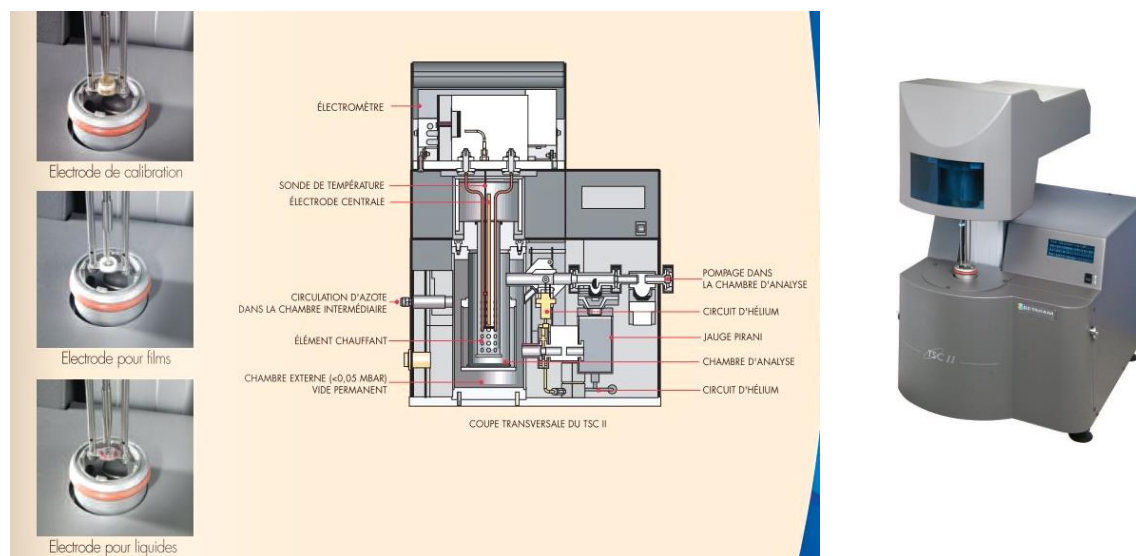 Electrode de calibration
Electrode pour films
Electrode pour liquides
ÉLECTROMÈTRE
SONDE DE TEMPÉRATURE
ÉLECTRODE CENTRALE
CIRCULATION D'AZOTE
DANS LA CHAMBRE INTERMÉDIAIRE
ÉLÉMENT CHAUFFANT
CHAMBRE EXTERNE (<0,05 MBAR)
VIDE PERMANENT
POMPAGE DANS
LA CHAMBRE D'ANALYSE
CIRCUIT D'HÉLIUM
JAUGE PIRANI
CHAMBRE D'ANALYSE
CIRCUIT D'HÉLIUM
COUPE TRANSVERSALE DU TSC II
SETARAM
TSC II